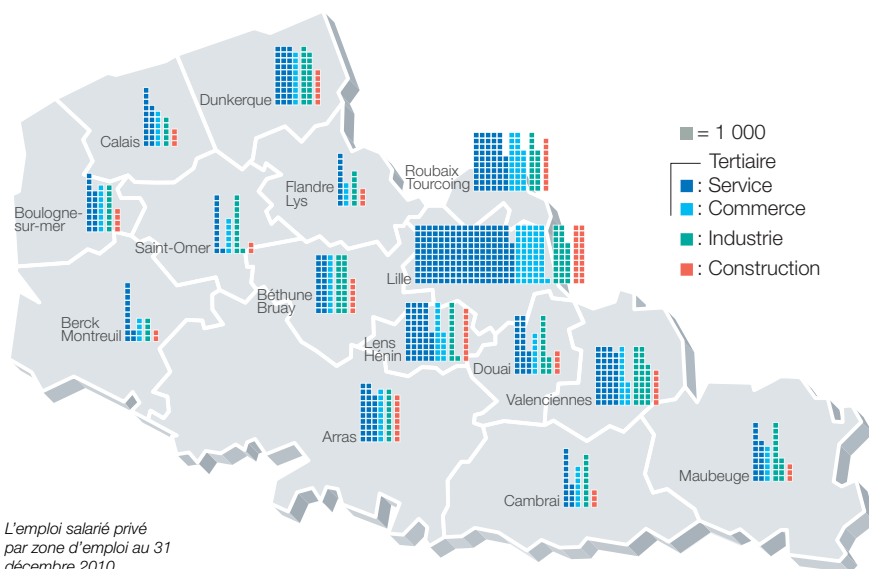 Dunkerque
Calais
Flandre
Lys
Roubaix
Tourcoing
Boulogne-
sur-mer
Saint-Omer
Lille
Béthune
Bruay
Berck
Montreuil
Lens
Hénin
Douai
Valenciennes
Arras
Maubeuge
Cambrai
= 1 000
Tertiaire
: Service
: Commerce
: Industrie
: Construction
L'emploi salarié privé
par zone d'emploi au 31
décembre 2010